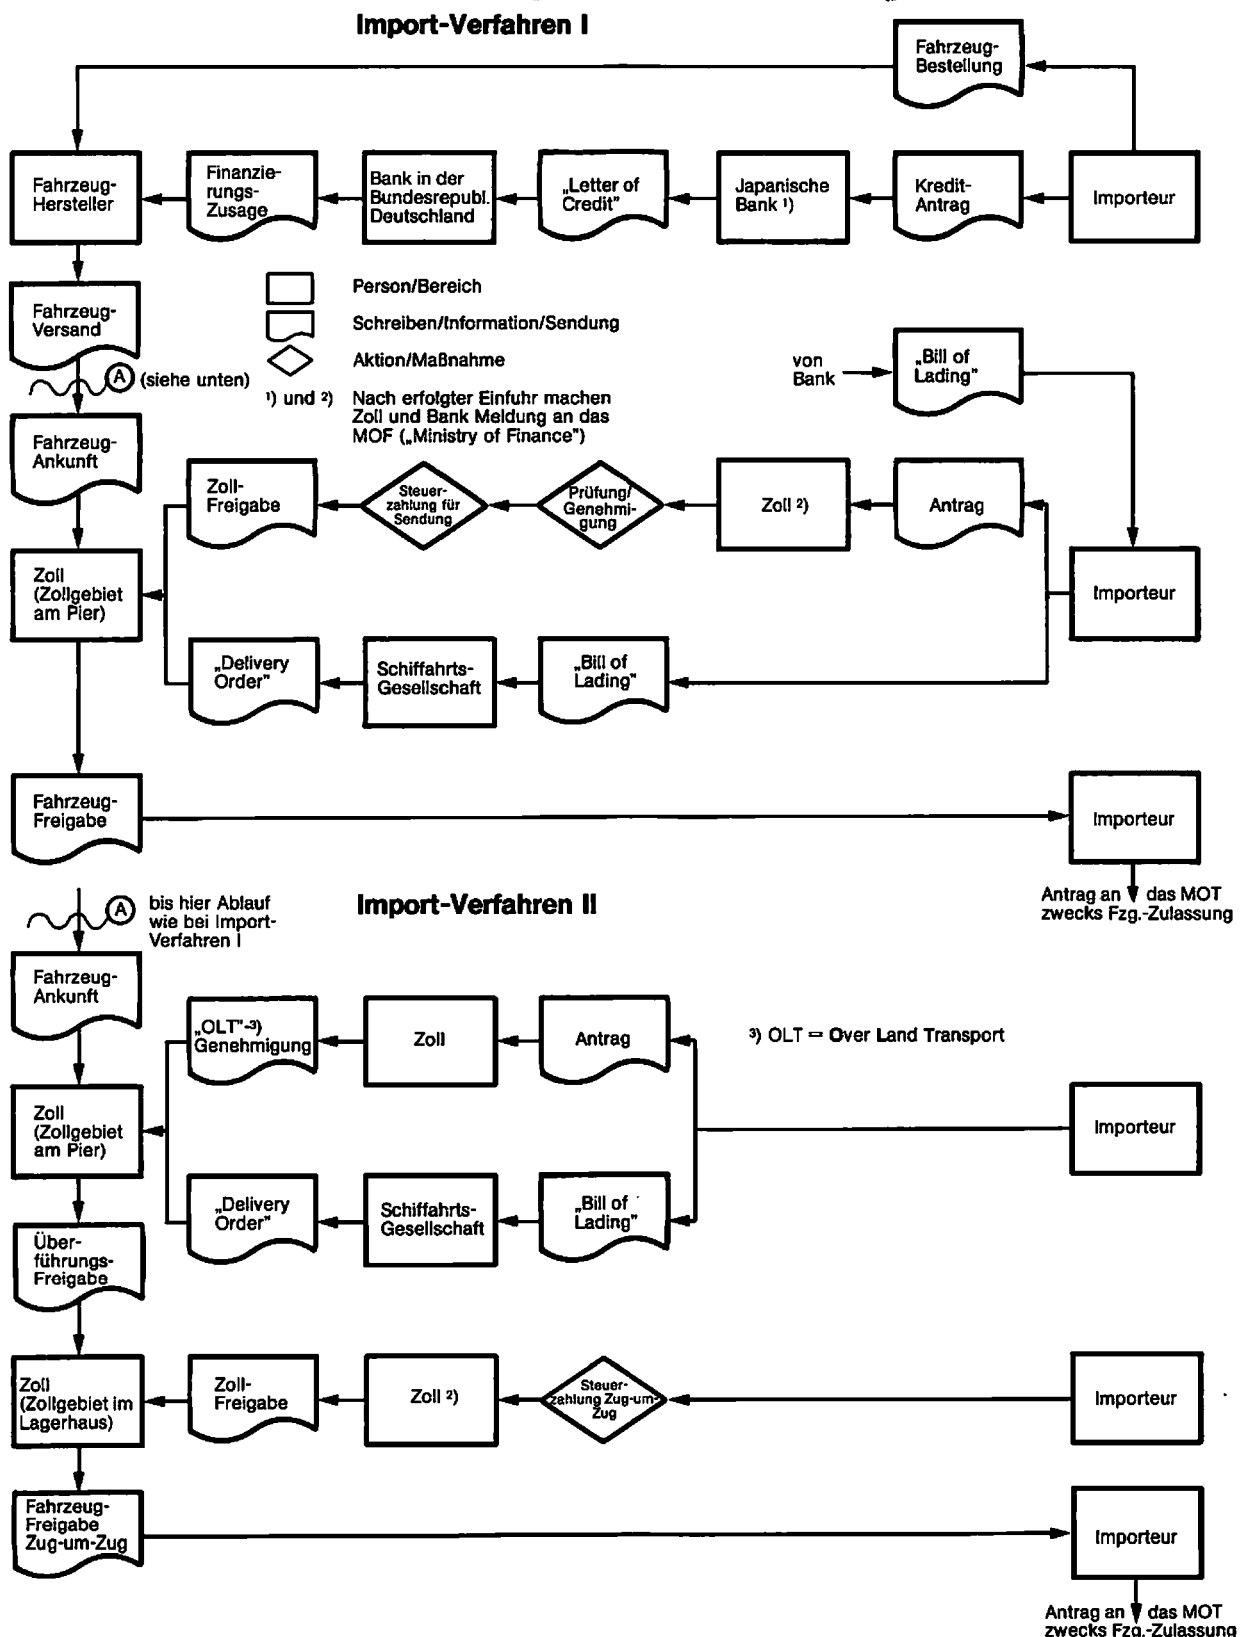 Import-Verfahren I
Fahrzeug-
Bestellung
Fahrzeug-
Hersteller
Finanzie-
rungs-
Zusage
Bank in der
Bundesrepubl.
Deutschland
„Letter of
Credit”
Japanische
Bank ¹)
Kredit-
Antrag
Importeur
Fahrzeug-
Versand
Person/Bereich
Schreiben/Information/Sendung
Aktion/Maßnahme
A (siehe unten)
¹) und ²) Nach erfolgter Einfuhr machen
Zoll und Bank Meldung an das
MOF („Ministry of Finance”)
von
Bank
„Bill of
Lading”
Fahrzeug-
Ankunft
Zoll-
Freigabe
Steuer-
zahlung für
Sendung
Prüfung/
Genehmi-
gung
Zoll ²)
Antrag
Zoll
(Zollgebiet
am Pier)
Importeur
„Delivery
Order”
Schiffahrts-
Gesellschaft
„Bill of
Lading”
Fahrzeug-
Freigabe
Importeur
Antrag an das MOT
zwecks Fzg.-Zulassung
A bis hier Ablauf
wie bei Import-
Verfahren I
Import-Verfahren II
Fahrzeug-
Ankunft
„OLT”-³)
Genehmigung
Zoll
Antrag
³) OLT = Over Land Transport
Zoll
(Zollgebiet
am Pier)
Importeur
„Delivery
Order”
Schiffahrts-
Gesellschaft
„Bill of
Lading”
Über-
führungs-
Freigabe
Zoll
(Zollgebiet im
Lagerhaus)
Zoll-
Freigabe
Zoll ²)
Steuer-
zahlung Zug-um-
Zug
Importeur
Fahrzeug-
Freigabe
Zug-um-Zug
Importeur
Antrag an das MOT
zwecks Fzg.-Zulassung